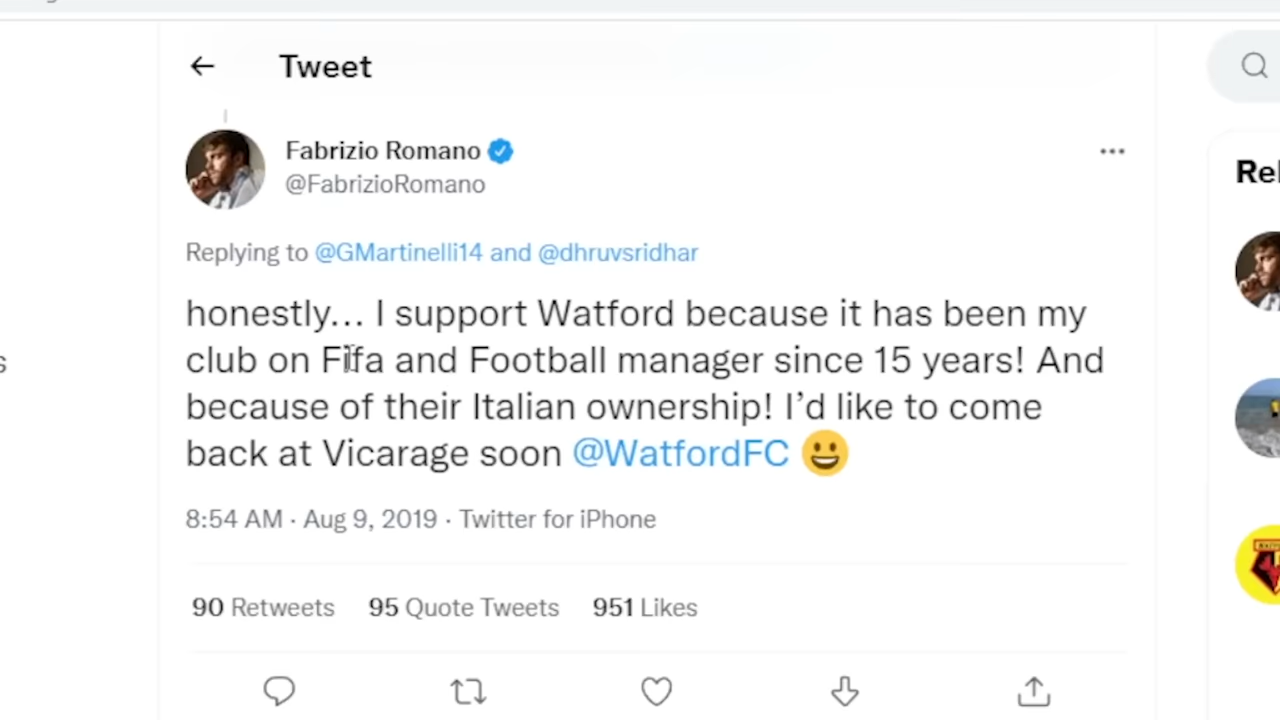 Tweet
Fabrizio Romano
@FabrizioRomano
Replying to @GMartinelli14 and @dhruvsridhar
honestly... I support Watford because it has been my
club on Fifa and Football manager since 15 years! And
because of their Italian ownership! I’d like to come
back at Vicarage soon @WatfordFC 😀
8:54 AM · Aug 9, 2019 · Twitter for iPhone
90 Retweets 95 Quote Tweets 951 Likes